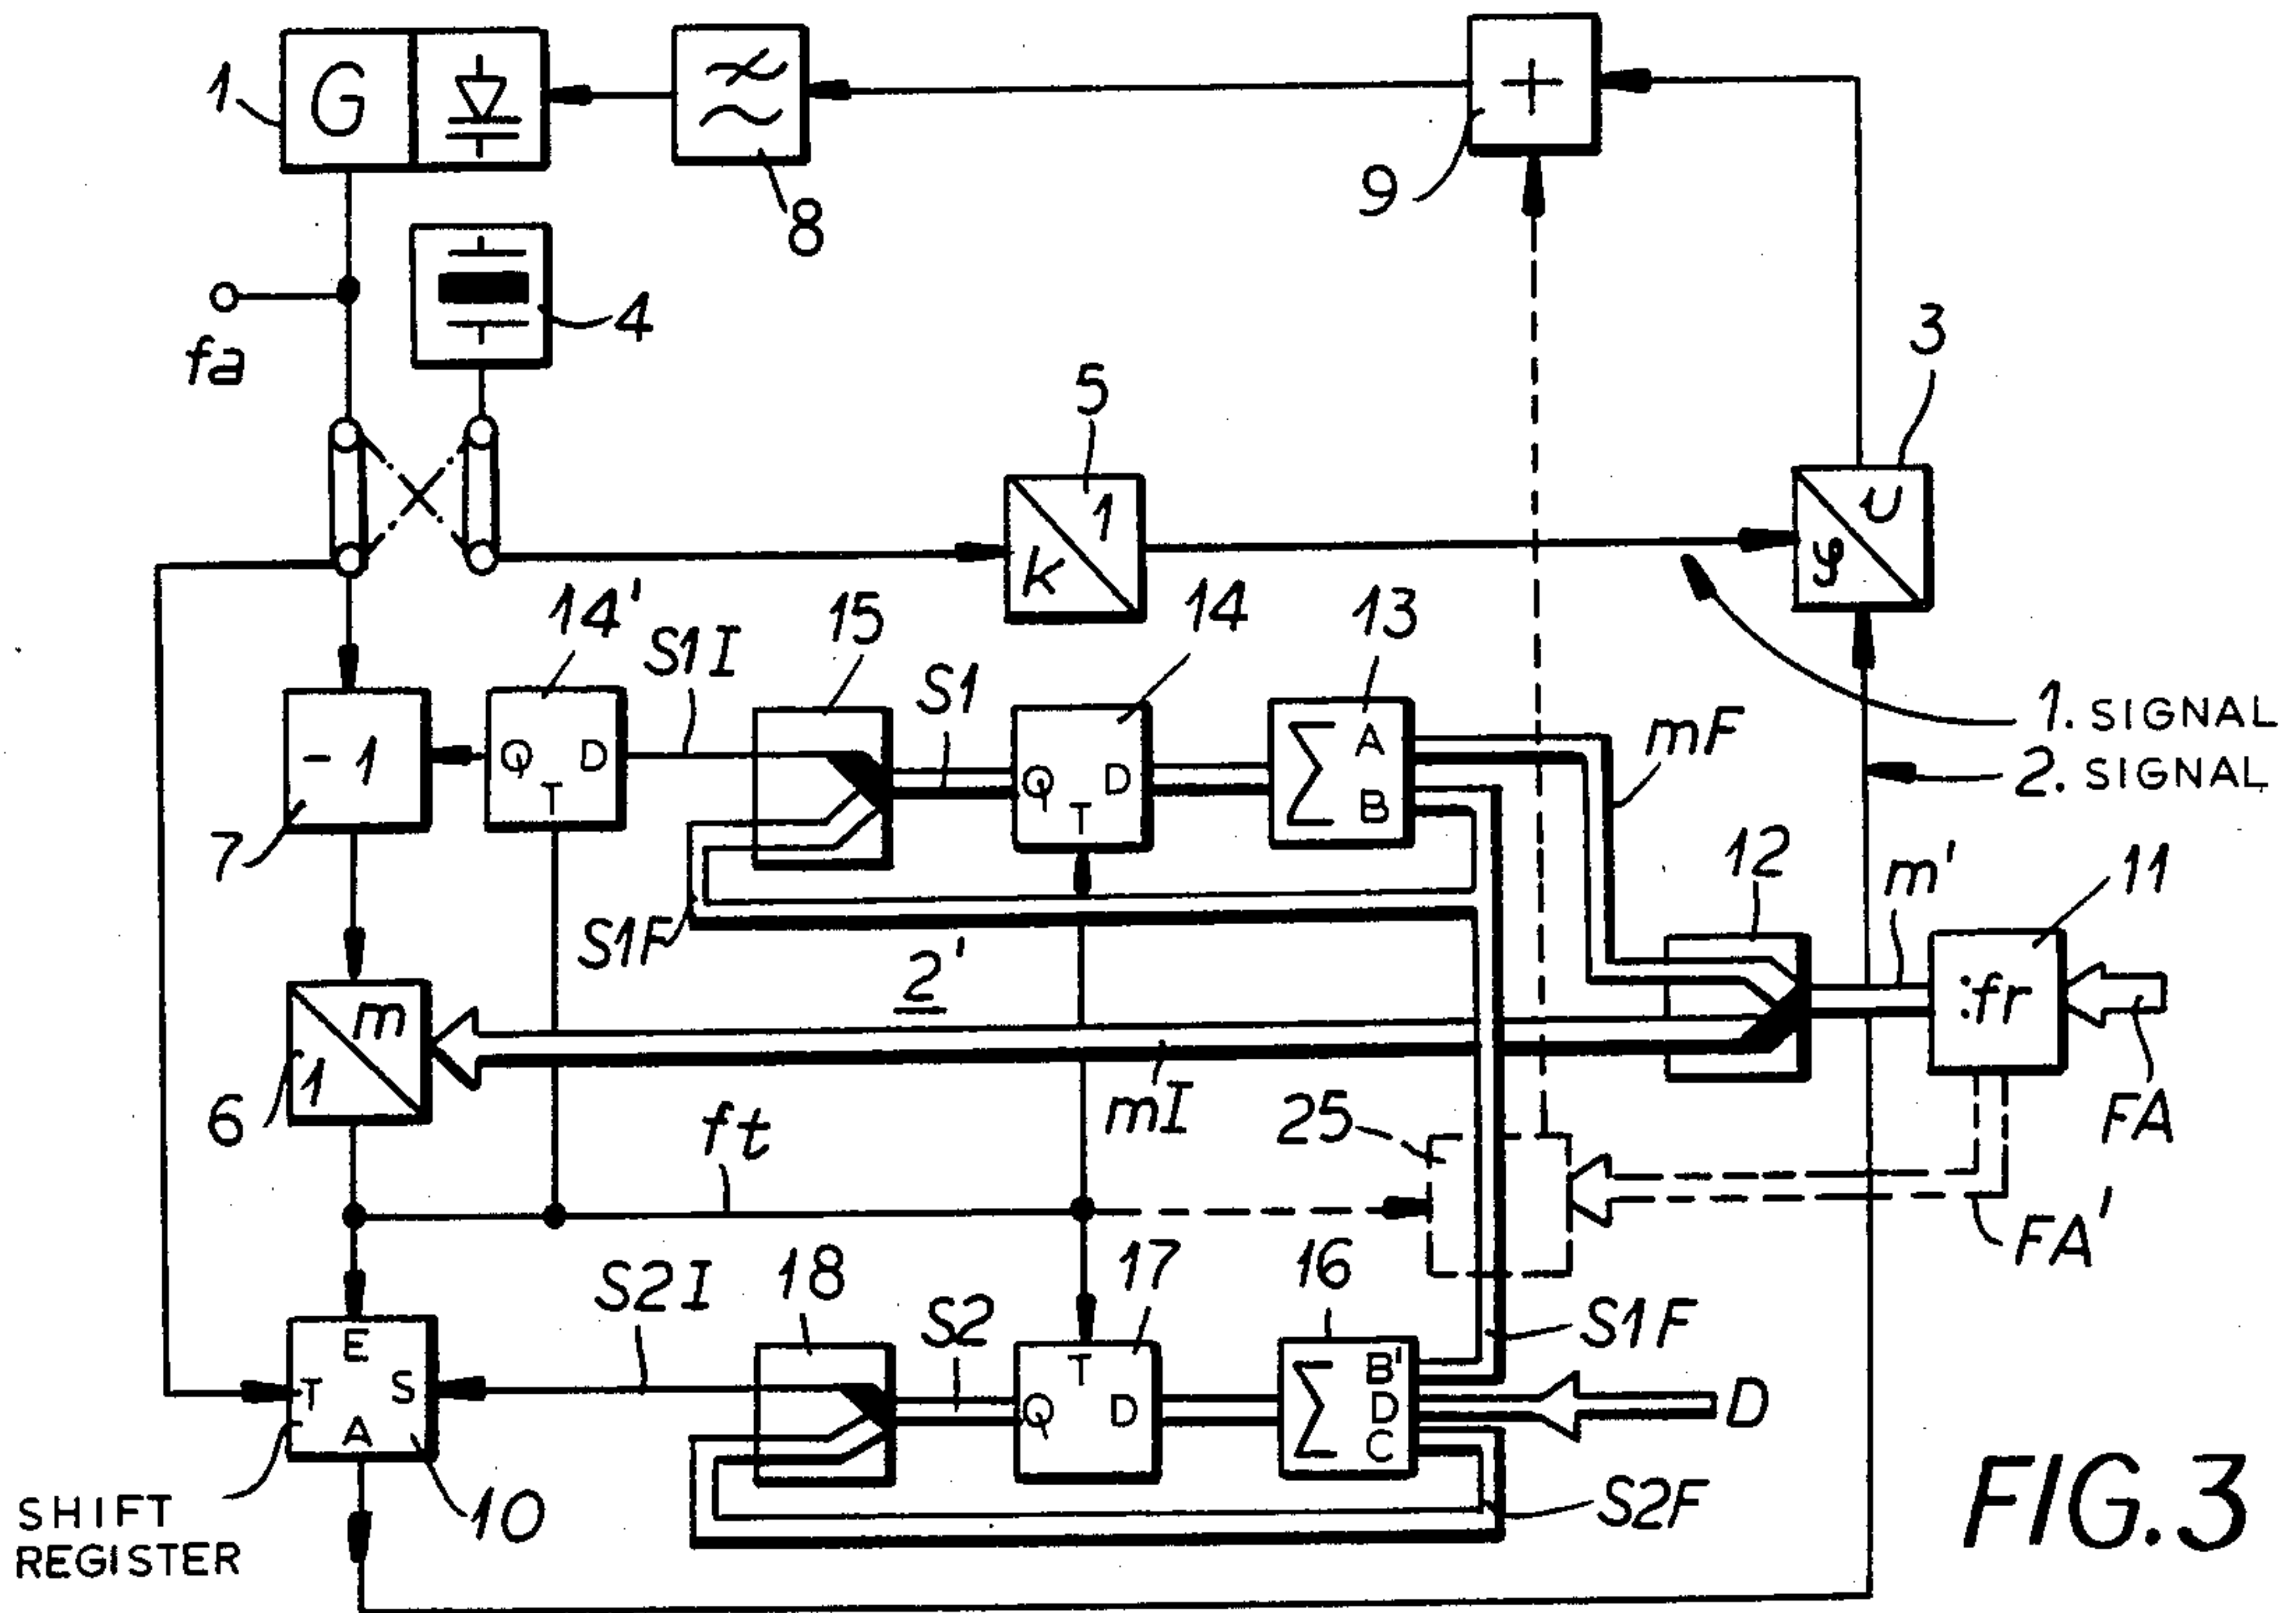 1
G
8
+
9
4
fa
3
5
1
k
U
φ
14'
S1I
15
S1
14
13
mF
1. SIGNAL
2. SIGNAL
- 1
7
Q
D
T
Q
D
T
Σ
A
B
12
m'
11
S1F
2'
m
1
6
mI
:fr
FA
ft
25
FA'
S2I
18
S2
17
16
S1F
E
T
S
A
T
Q
D
Σ
B'
D
C
D
SHIFT
REGISTER
10
S2F
FIG.3